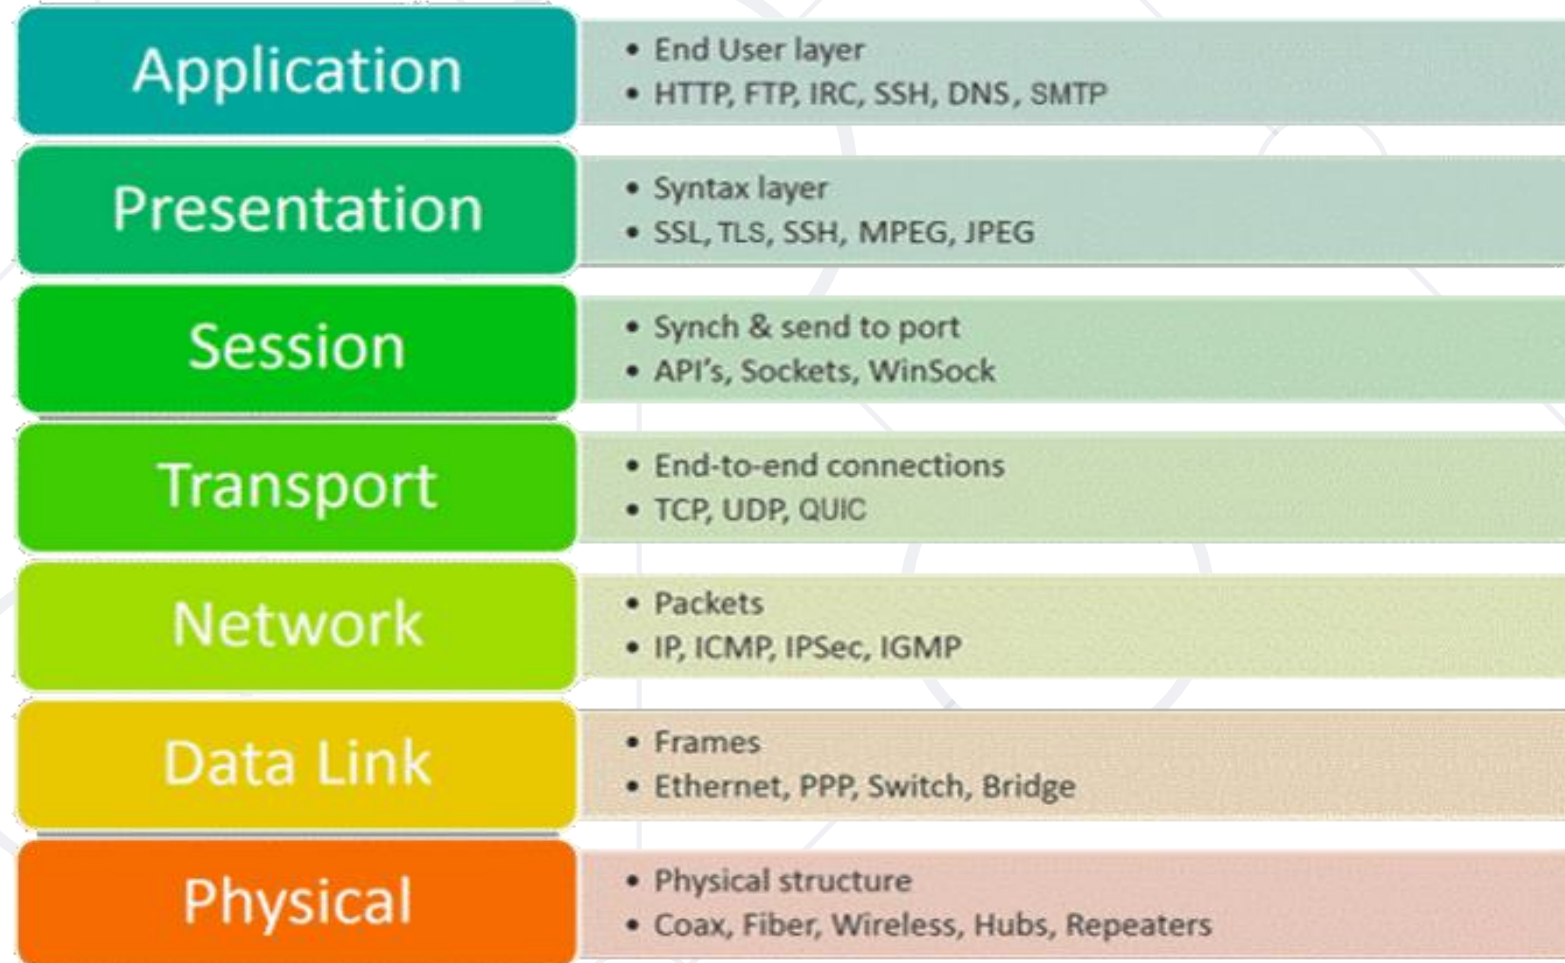 Application
• End User layer
• HTTP, FTP, IRC, SSH, DNS, SMTP
Presentation
• Syntax layer
• SSL, TLS, SSH, MPEG, JPEG
Session
• Synch & send to port
• API's, Sockets, WinSock
Transport
• End-to-end connections
• TCP, UDP, QUIC
Network
• Packets
• IP, ICMP, IPSec, IGMP
Data Link
• Frames
• Ethernet, PPP, Switch, Bridge
Physical
• Physical structure
• Coax, Fiber, Wireless, Hubs, Repeaters